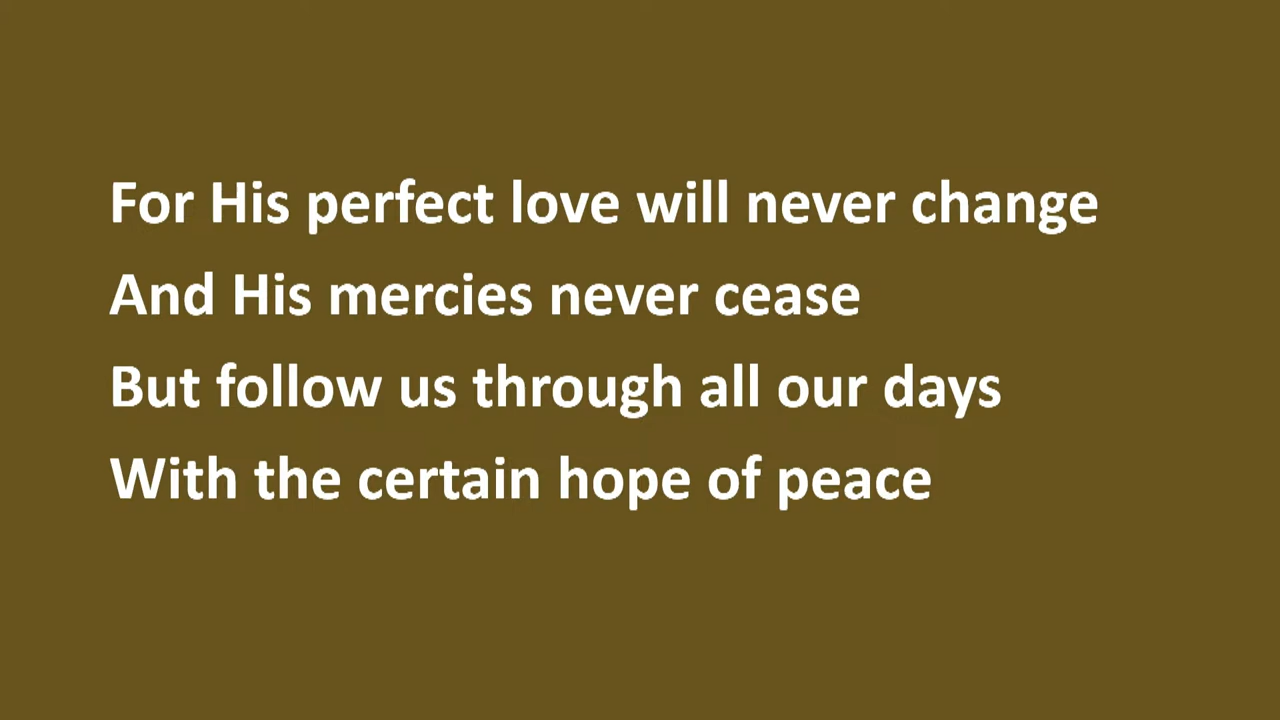 For His perfect love will never change
And His mercies never cease
But follow us through all our days
With the certain hope of peace